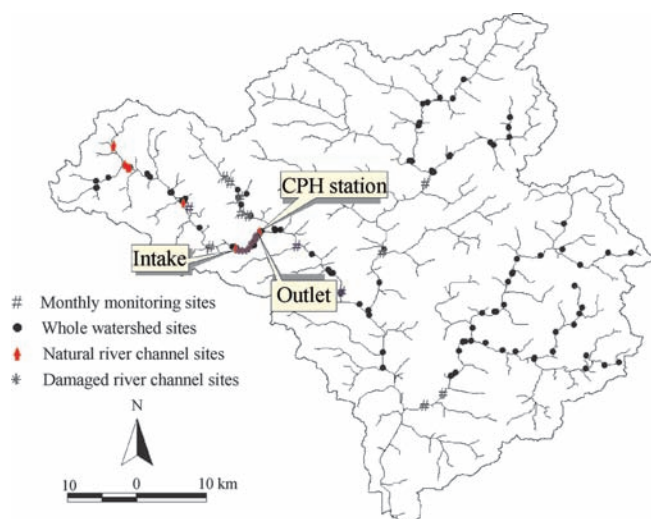 CPH station
Intake
Outlet
# Monthly monitoring sites
Whole watershed sites
Natural river channel sites
Damaged river channel sites
N
10 0 10 km